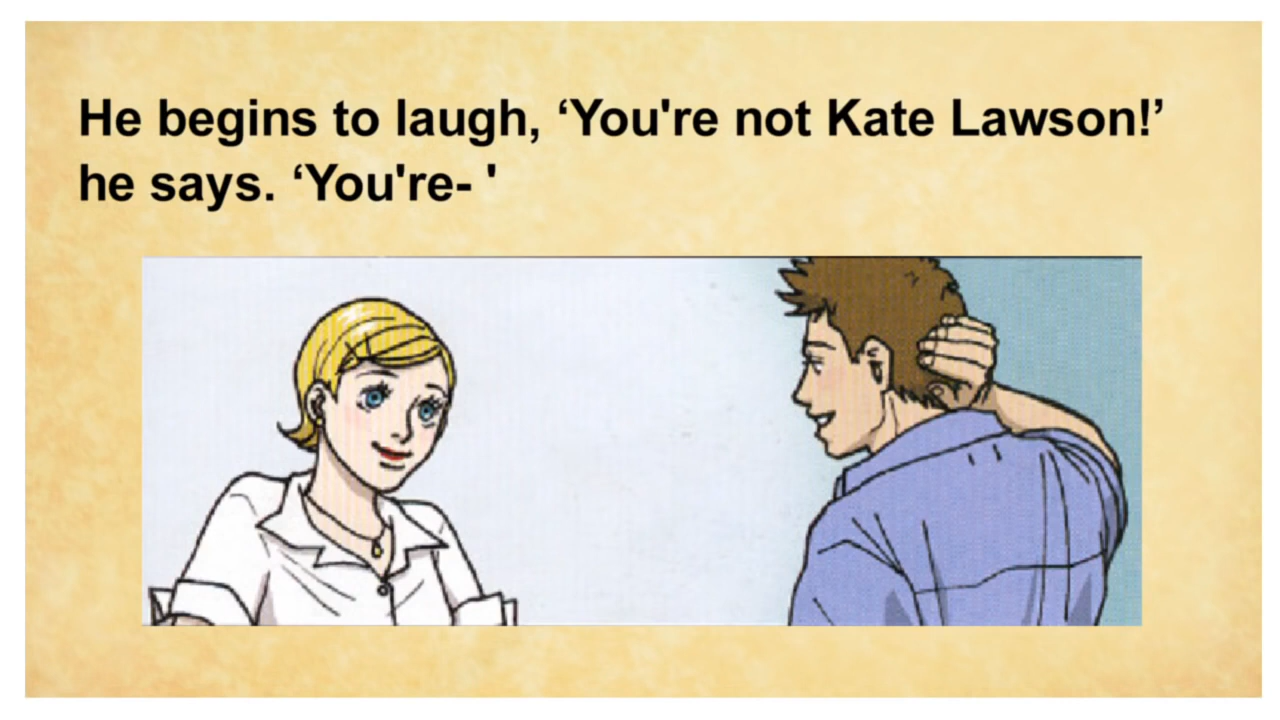 He begins to laugh, ‘You're not Kate Lawson!’
he says. ‘You're- '